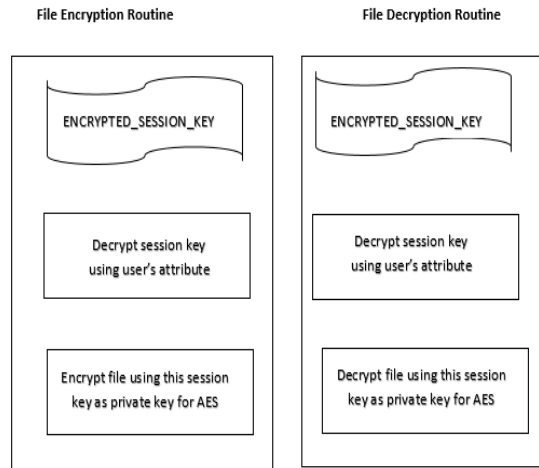 File Encryption Routine
ENCRYPTED_SESSION_KEY
Decrypt session key
using user's attribute
Encrypt file using this session
key as private key for AES
File Decryption Routine
ENCRYPTED_SESSION_KEY
Decrypt session key
using user's attribute
Decrypt file using this session
key as private key for AES